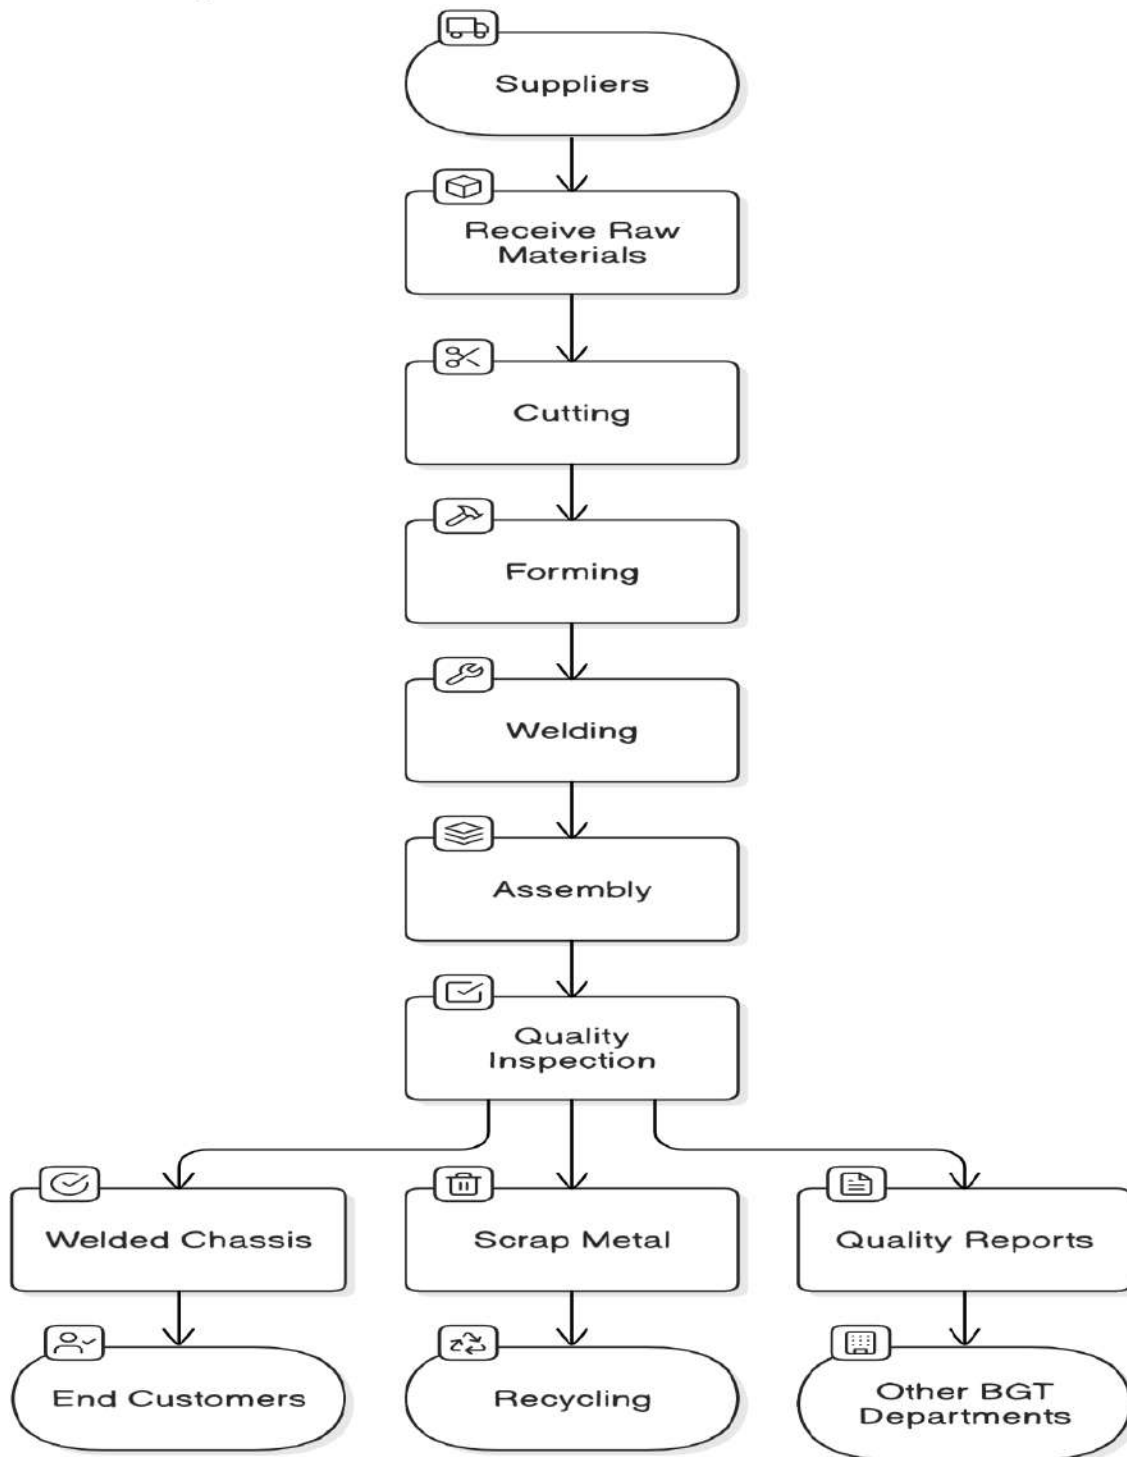 Suppliers
Receive Raw
Materials
Cutting
Forming
Welding
Assembly
Quality
Inspection
Welded Chassis
Scrap Metal
Quality Reports
End Customers
Recycling
Other BGT
Departments